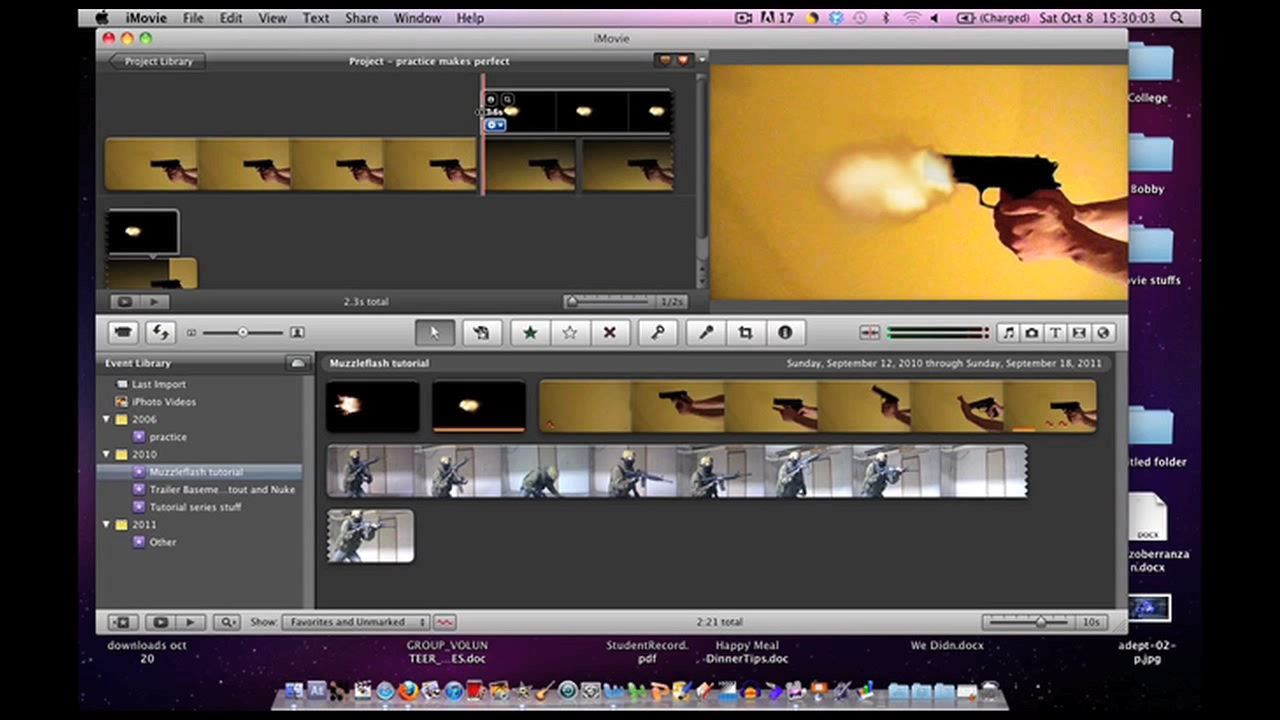 iMovie File Edit View Text Share Window Help 17 (Charged) Sat Oct 8 15:30:03
iMovie
Project Library
Project - practice makes perfect
College
Bobby
2.3s total
1/2s
Event Library
Muzzleflash tutorial
Sunday, September 12, 2010 through Sunday, September 18, 2011
Last Import
iPhoto Videos
2006
practice
2010
Muzzleflash tutorial
Trailer Baseme...tout and Nuke
Tutorial series stuff
2011
Other
ovie stuffs
itled folder
DOCX
zoberranza
n.docx
Show: Favorites and Unmarked
2:21 total
10s
downloads oct
20
GROUP_VOLUN
TEER_...ES.doc
StudentRecord.
pdf
Happy Meal
DinnerTips.doc
We Didn.docx
adept-02-
p.jpg